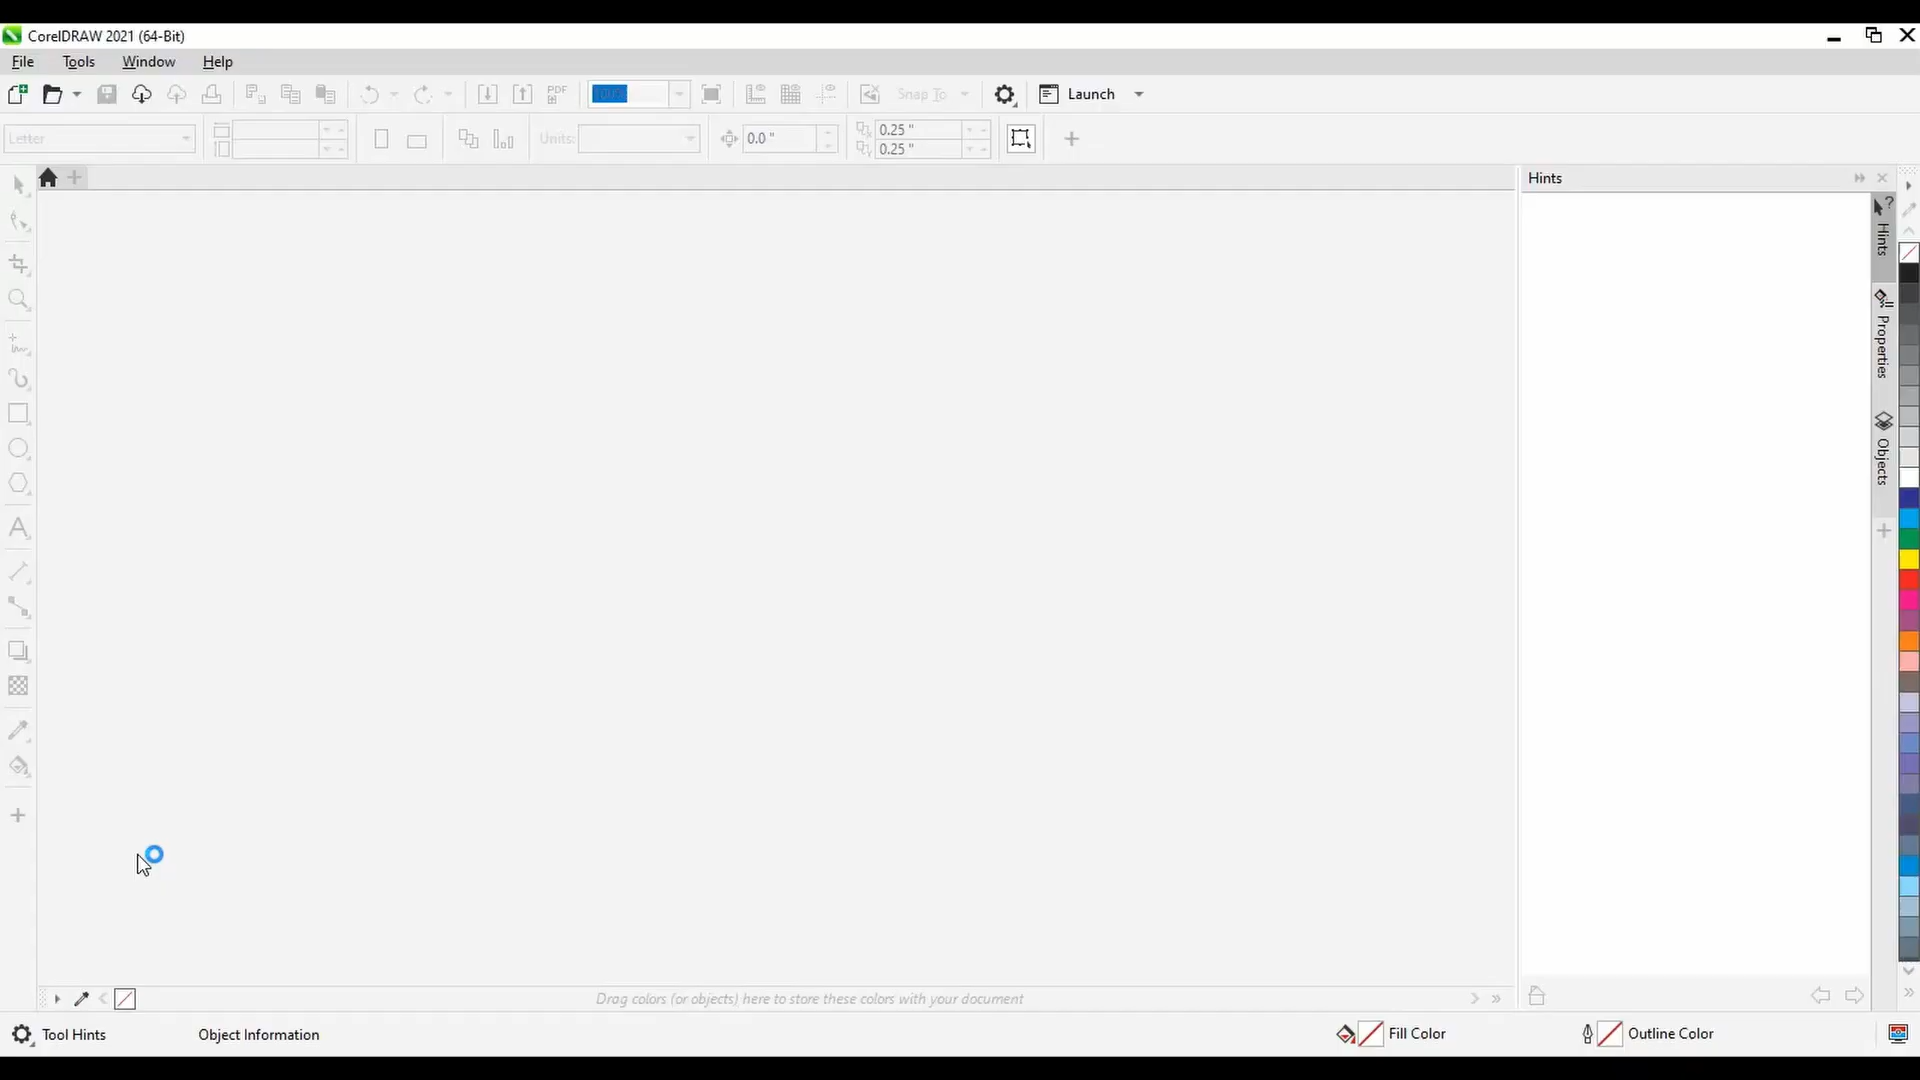 CorelDRAW 2021 (64-Bit)
File Tools Window Help
PDF
Snap To
Launch
Letter
Units:
0.0 "
0.25 "
0.25 "
Hints
Hints
Properties
Objects
Drag colors (or objects) here to store these colors with your document
Tool Hints
Object Information
Fill Color
Outline Color